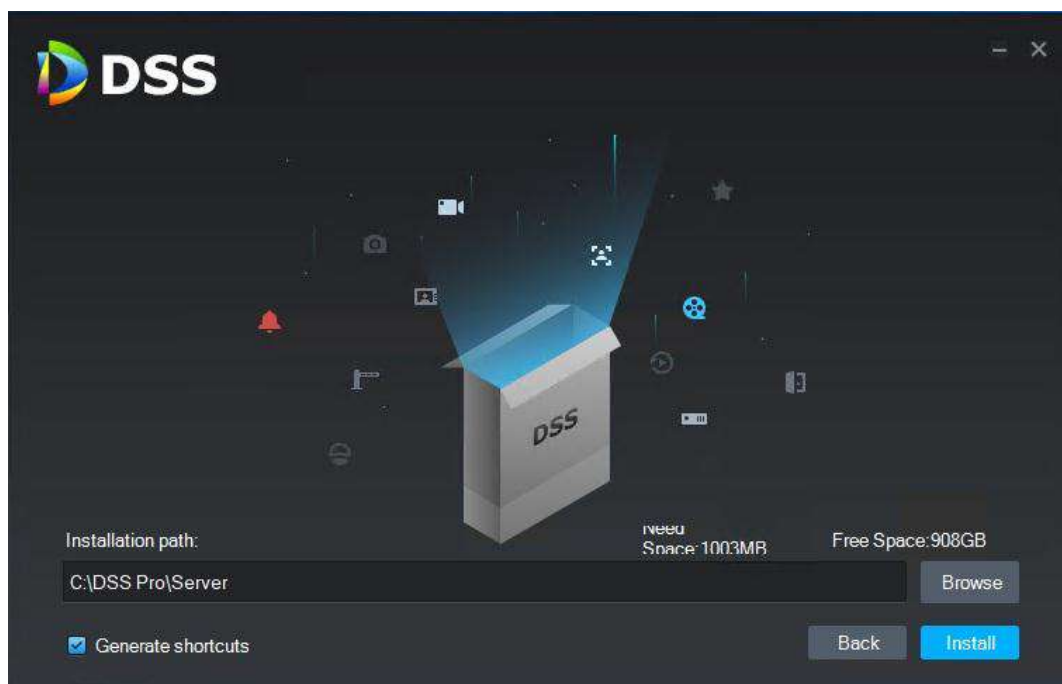 DSS
DSS
Installation path:
Need
Space:1003MB
Free Space:908GB
C:\DSS Pro\Server
Browse
Generate shortcuts
Back
Install